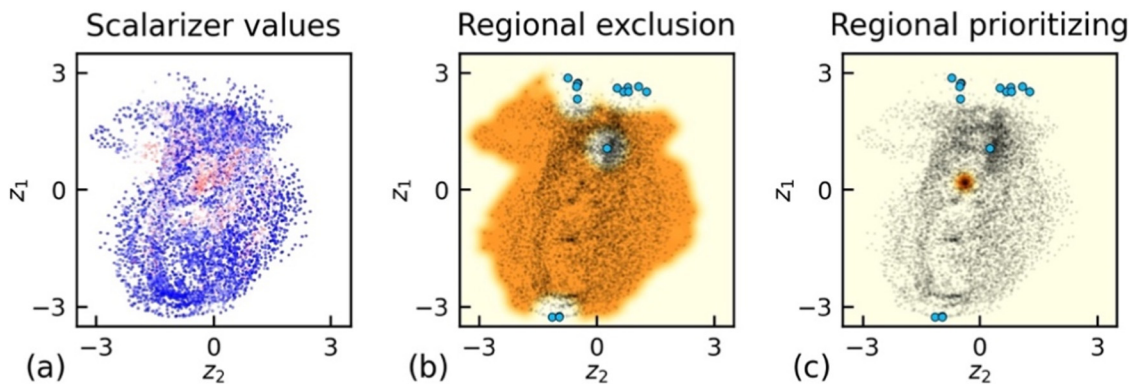 Scalarizer values
Regional exclusion
Regional prioritizing
3
0
−3
z₁
−3
0
3
z₂
(a)
3
0
−3
z₁
−3
0
3
z₂
(b)
3
0
−3
z₁
−3
0
3
z₂
(c)